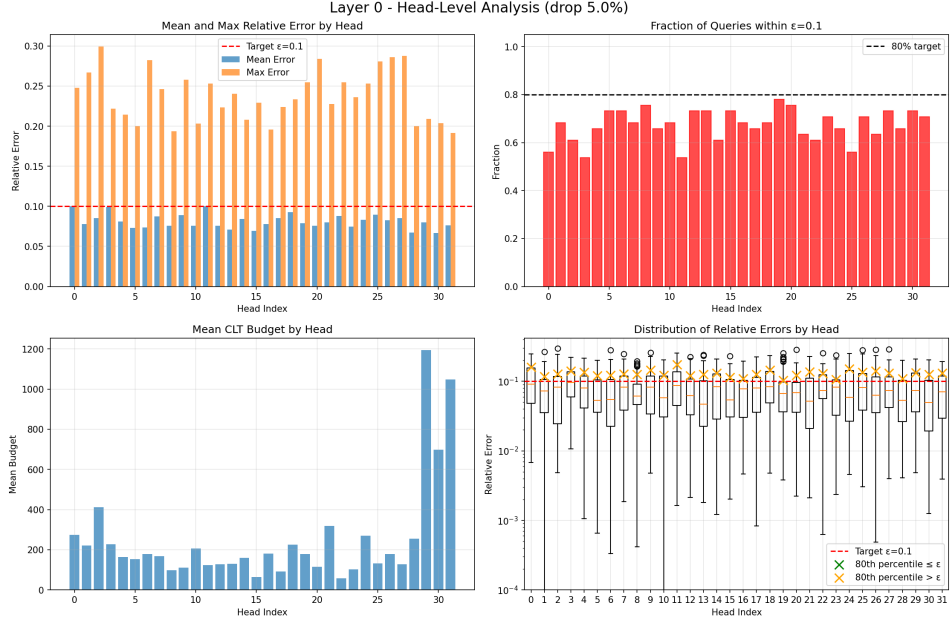 Layer 0 - Head-Level Analysis (drop 5.0%)
Mean and Max Relative Error by Head
Relative Error
0.30
0.25
0.20
0.15
0.10
0.05
0.00
Target ε=0.1
Mean Error
Max Error
0 5 10 15 20 25 30
Head Index
Fraction of Queries within ε=0.1
Fraction
1.0
0.8
0.6
0.4
0.2
0.0
80% target
0 5 10 15 20 25 30
Head Index
Mean CLT Budget by Head
Mean Budget
1200
1000
800
600
400
200
0
0 5 10 15 20 25 30
Head Index
Distribution of Relative Errors by Head
Relative Error
10⁻¹
10⁻²
10⁻³
10⁻⁴
Target ε=0.1
80th percentile ≤ ε
80th percentile > ε
0 1 2 3 4 5 6 7 8 9 10 11 12 13 14 15 16 17 18 19 20 21 22 23 24 25 26 27 28 29 30 31
Head Index